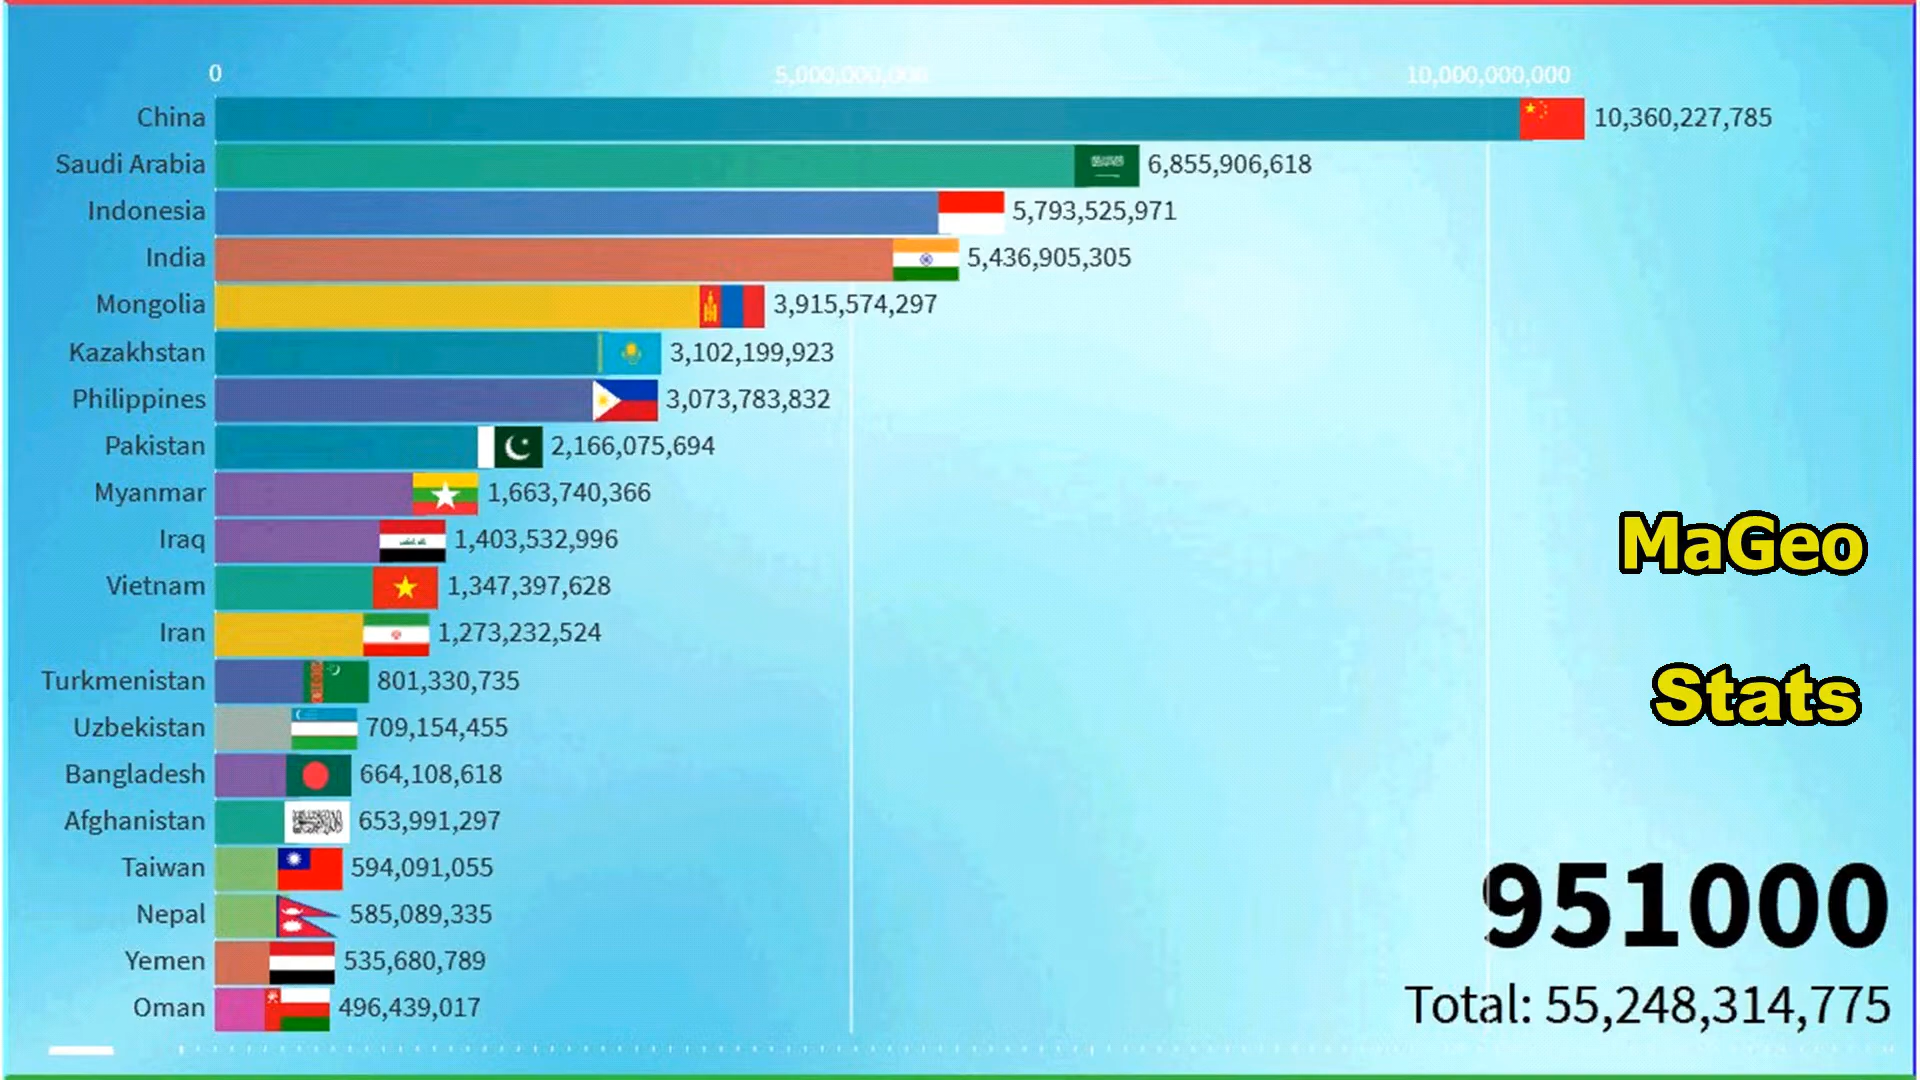 0 5,000,000,000 10,000,000,000
China 10,360,227,785
Saudi Arabia 6,855,906,618
Indonesia 5,793,525,971
India 5,436,905,305
Mongolia 3,915,574,297
Kazakhstan 3,102,199,923
Philippines 3,073,783,832
Pakistan 2,166,075,694
Myanmar 1,663,740,366
Iraq 1,403,532,996
Vietnam 1,347,397,628
Iran 1,273,232,524
Turkmenistan 801,330,735
Uzbekistan 709,154,455
Bangladesh 664,108,618
Afghanistan 653,991,297
Taiwan 594,091,055
Nepal 585,089,335
Yemen 535,680,789
Oman 496,439,017
MaGeo
Stats
951000
Total: 55,248,314,775